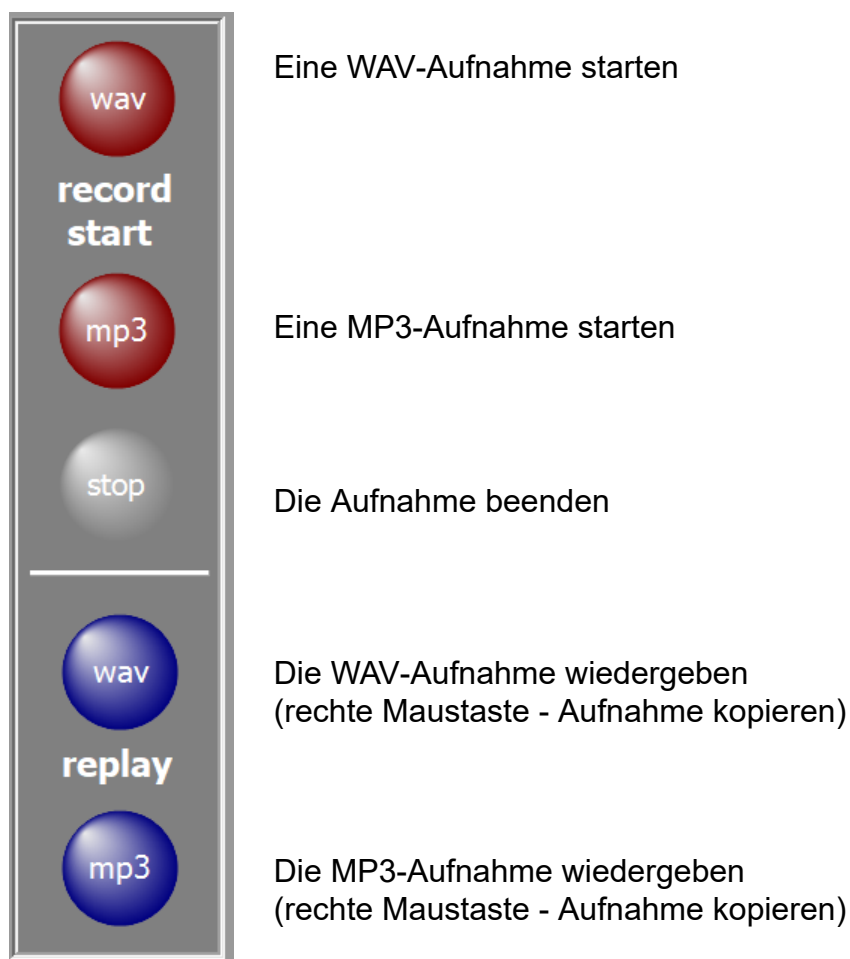 wav
Eine WAV-Aufnahme starten
record
start
mp3
Eine MP3-Aufnahme starten
stop
Die Aufnahme beenden
wav
Die WAV-Aufnahme wiedergeben
(rechte Maustaste - Aufnahme kopieren)
replay
mp3
Die MP3-Aufnahme wiedergeben
(rechte Maustaste - Aufnahme kopieren)